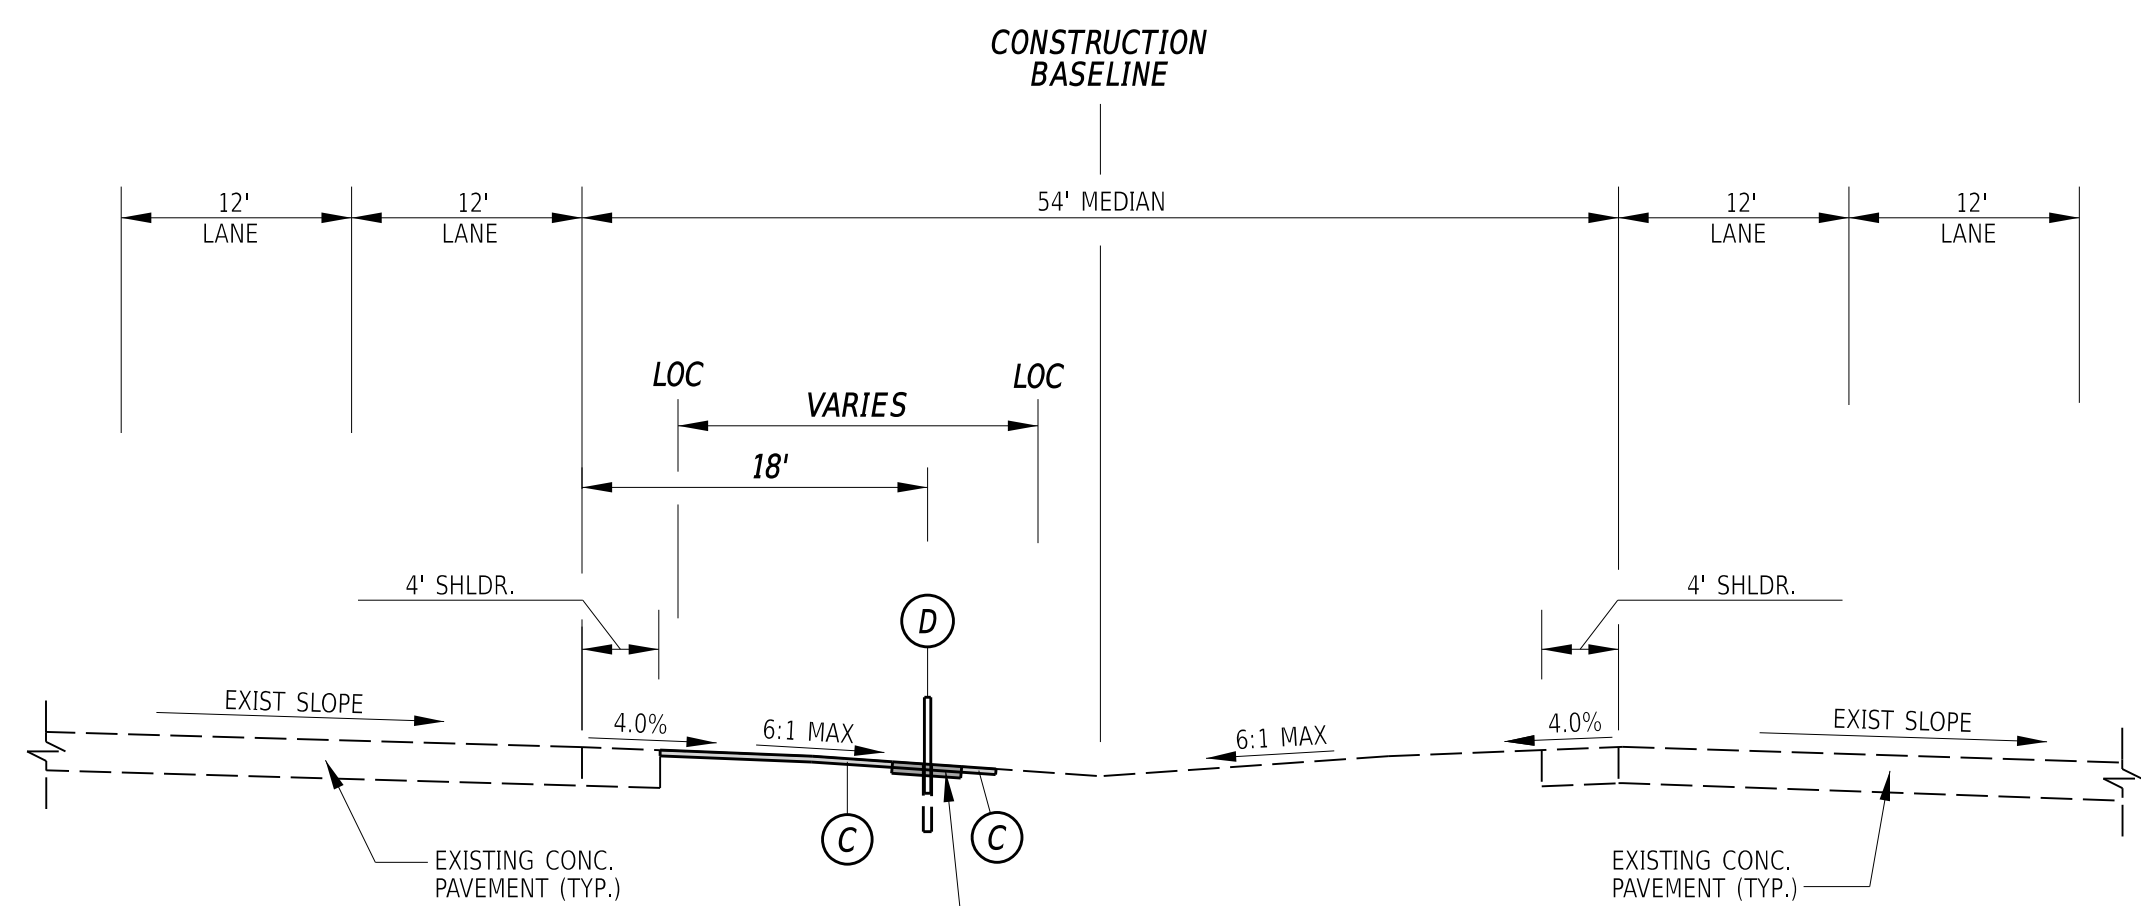 CONSTRUCTION
BASELINE
12'
LANE
12'
LANE
54' MEDIAN
12'
LANE
12'
LANE
LOC
LOC
VARIES
18'
4' SHLDR.
4' SHLDR.
D
EXIST SLOPE
4.0%
6:1 MAX
6:1 MAX
4.0%
EXIST SLOPE
C
C
EXISTING CONC.
PAVEMENT (TYP.)
EXISTING CONC.
PAVEMENT (TYP.)